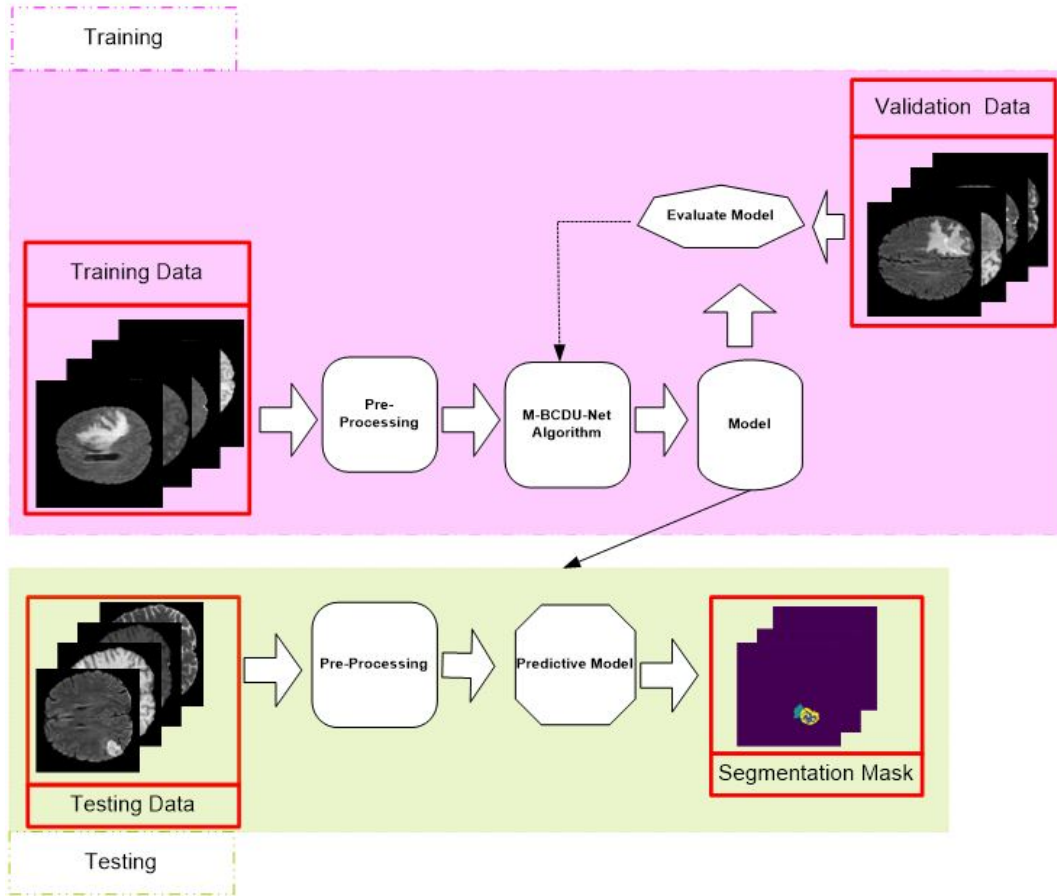 Training
Validation Data
Evaluate Model
Training Data
Pre-
Processing
M-BCDU-Net
Algorithm
Model
Pre-Processing
Predictive Model
Segmentation Mask
Testing Data
Testing